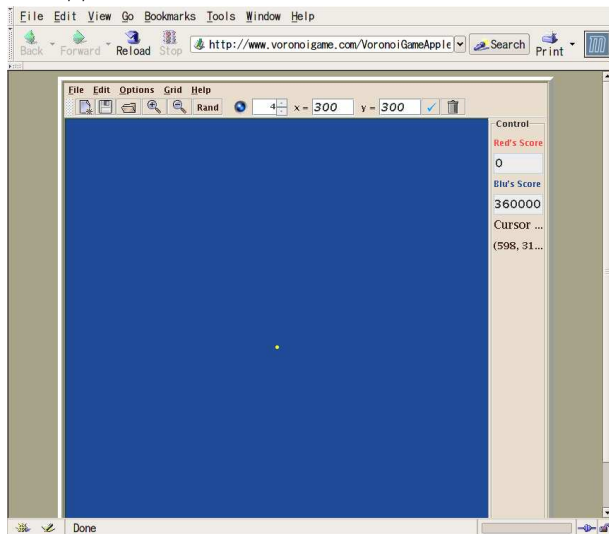 File Edit View Go Bookmarks Tools Window Help
Back Forward Reload Stop http://www.voronoigame.com/VoronoiGameApple Search Print
File Edit Options Grid Help
Rand 4 x = 300 y = 300
Control
Red's Score
0
Blu's Score
360000
Cursor ...
(598, 31...
Done